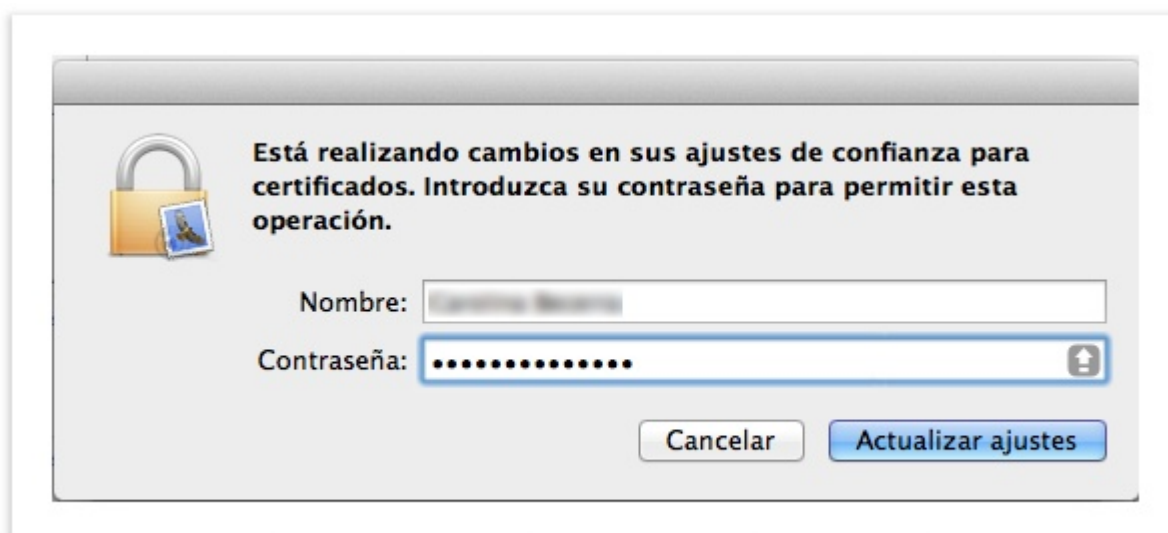 Está realizando cambios en sus ajustes de confianza para
certificados. Introduzca su contraseña para permitir esta
operación.
Nombre:
Contraseña: ••••••••••••••
Cancelar Actualizar ajustes